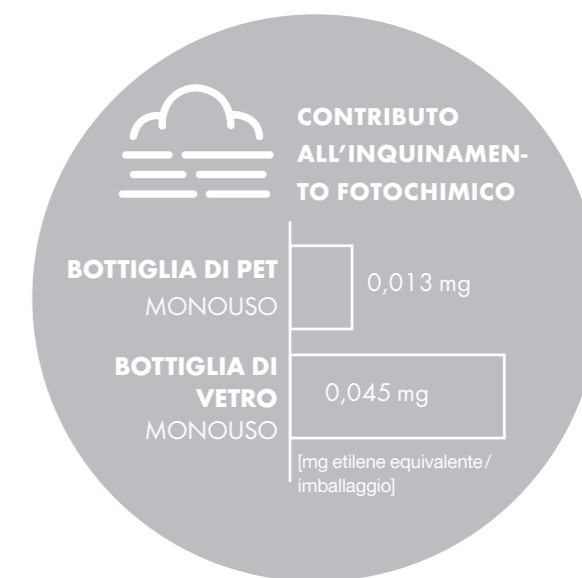 CONTRIBUTO
ALL’INQUINAMEN-
TO FOTOCHIMICO
BOTTIGLIA DI PET
MONOUSO
0,013 mg
BOTTIGLIA DI
VETRO
MONOUSO
0,045 mg
[mg etilene equivalente/
imballaggio]